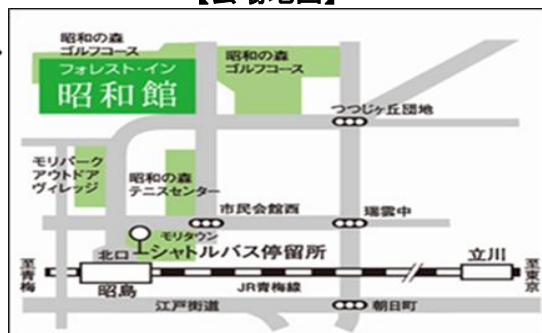 昭和の森
ゴルフコース
昭和の森
ゴルフコース
フォレスト・イン
昭和館
つつじヶ丘団地
モリパーク
アウトドア
ヴィレッジ
昭和の森
テニスセンター
市民会館西
瑞雲中
モリタウン
シャトルバス停留所
北口
立川
至青梅
至東京
昭島
JR青梅線
江戸街道
朝日町